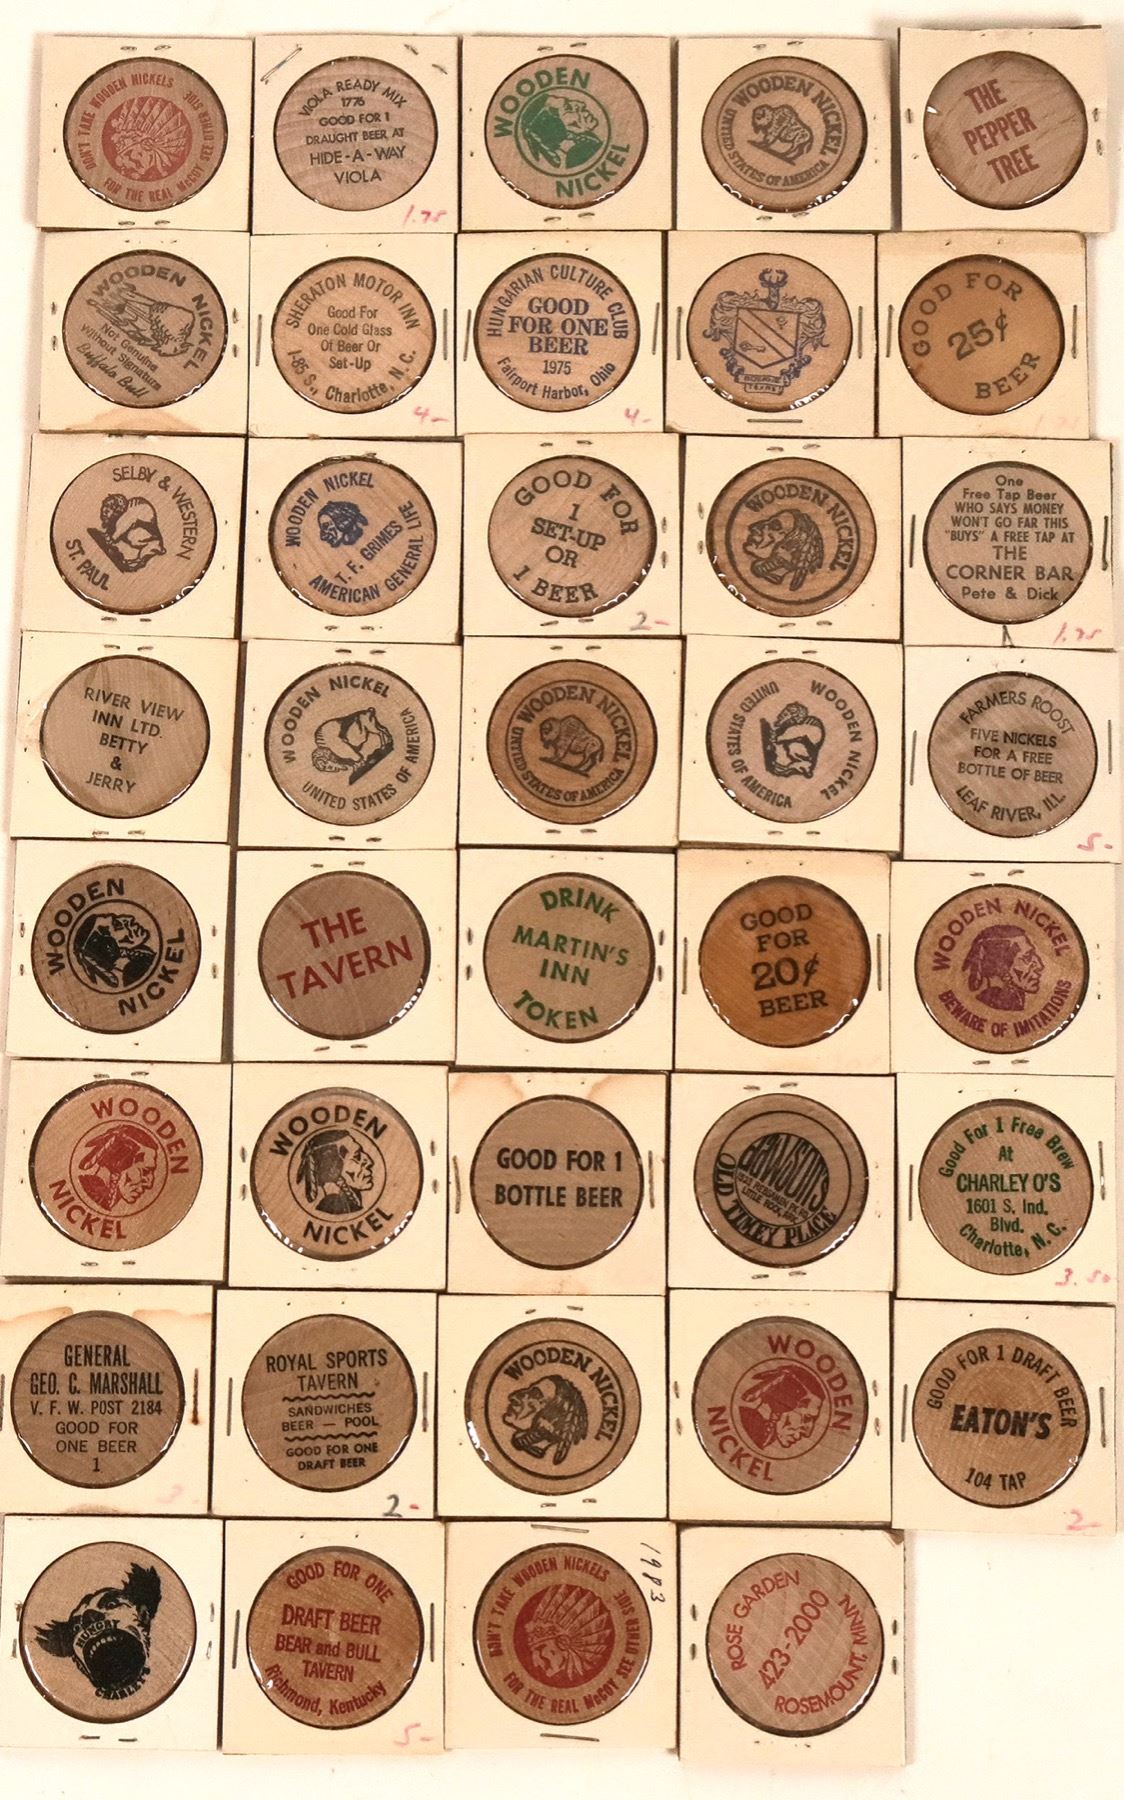 DON'T TAKE WOODEN NICKELS SEE OTHER SIDE
FOR THE REAL McCOY
VIOLA READY MIX
1776
GOOD FOR 1
DRAUGHT BEER AT
HIDE-A-WAY
VIOLA
1.75
WOODEN
NICKEL
WOODEN NICKEL
UNITED STATES OF AMERICA
THE
PEPPER
TREE
WOODEN NICKEL
Not Genuine
Without Signature
Buffalo Bull
SHERATON MOTOR INN
Good For
One Cold Glass
Of Beer Or
Set-Up
I-85 S., Charlotte, N.C.
4-
HUNGARIAN CULTURE CLUB
GOOD
FOR ONE
BEER
1975
Fairport Harbor, Ohio
4-
TEXAS
GOOD FOR
25¢
BEER
1.75
SELBY & WESTERN
ST. PAUL
WOODEN NICKEL
T. F. GRIMES
AMERICAN GENERAL LIFE
GOOD FOR
1
SET-UP
OR
1 BEER
2-
WOODEN NICKEL
One
Free Tap Beer
WHO SAYS MONEY
WON'T GO FAR THIS
"BUYS" A FREE TAP AT
THE
CORNER BAR
Pete & Dick
1.75
RIVER VIEW
INN LTD.
BETTY
&
JERRY
WOODEN NICKEL
UNITED STATES OF AMERICA
WOODEN NICKEL
UNITED STATES OF AMERICA
WOODEN NICKEL
UNITED STATES OF AMERICA
FARMERS ROOST
FIVE NICKELS
FOR A FREE
BOTTLE OF BEER
LEAF RIVER, ILL.
5-
WOODEN
NICKEL
THE
TAVERN
DRINK
MARTIN'S
INN
TOKEN
GOOD
FOR
20¢
BEER
WOODEN NICKEL
BEWARE OF IMITATIONS
WOODEN
NICKEL
WOODEN
NICKEL
GOOD FOR 1
BOTTLE BEER
OLD TIMEY PLACE
Good For 1 Free Brew
At
CHARLEY O'S
1601 S. Ind.
Blvd.
Charlotte, N. C.
3.50
GENERAL
GEO. C. MARSHALL
V. F. W. POST 2184
GOOD FOR
ONE BEER
1
3-
ROYAL SPORTS
TAVERN
SANDWICHES
BEER — POOL
GOOD FOR ONE
DRAFT BEER
2-
WOODEN NICKEL
WOODEN
NICKEL
GOOD FOR 1 DRAFT BEER
EATON'S
104 TAP
2-
HUNGRY
CHARLEY'S
GOOD FOR ONE
DRAFT BEER
BEAR and BULL
TAVERN
Richmond, Kentucky
5-
DON'T TAKE WOODEN NICKELS SEE OTHER SIDE
FOR THE REAL McCOY
1983
ROSE GARDEN
423-2000
ROSEMOUNT, MINN